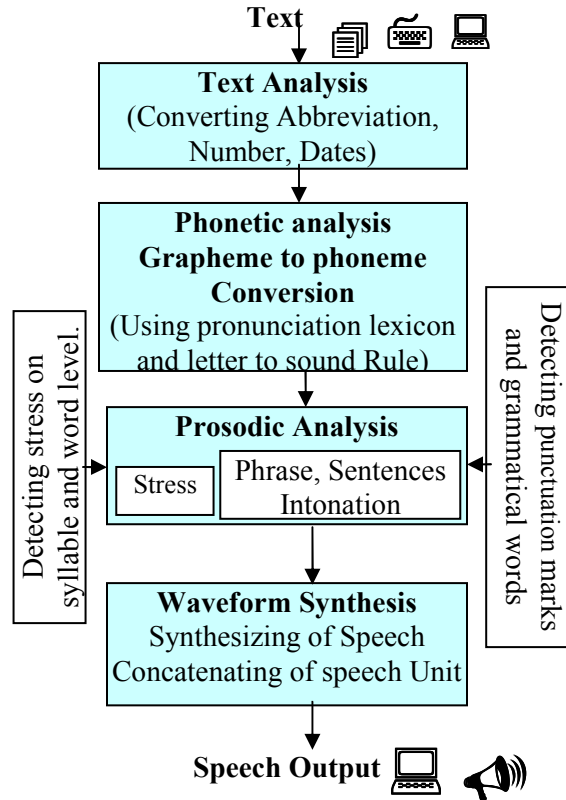 Text
Text Analysis
(Converting Abbreviation,
Number, Dates)
Phonetic analysis
Grapheme to phoneme
Conversion
(Using pronunciation lexicon
and letter to sound Rule)
Detecting stress on
syllable and word level.
Prosodic Analysis
Stress
Phrase, Sentences
Intonation
Detecting punctuation marks
and grammatical words
Waveform Synthesis
Synthesizing of Speech
Concatenating of speech Unit
Speech Output